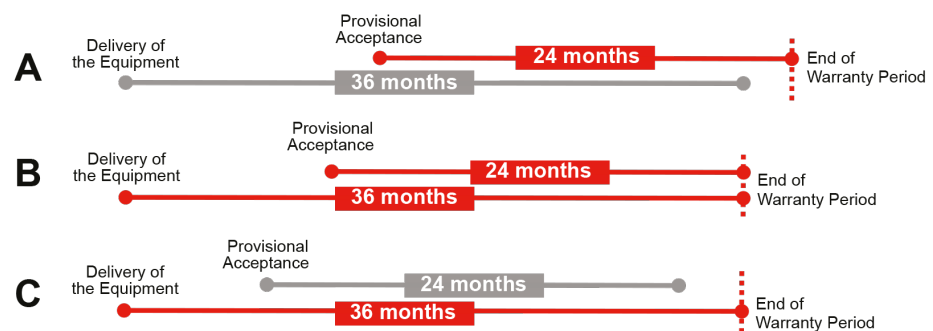 Provisional
Acceptance
Delivery of
the Equipment
A
24 months
36 months
End of
Warranty Period
Provisional
Acceptance
Delivery of
the Equipment
B
24 months
36 months
End of
Warranty Period
Provisional
Acceptance
Delivery of
the Equipment
C
24 months
36 months
End of
Warranty Period